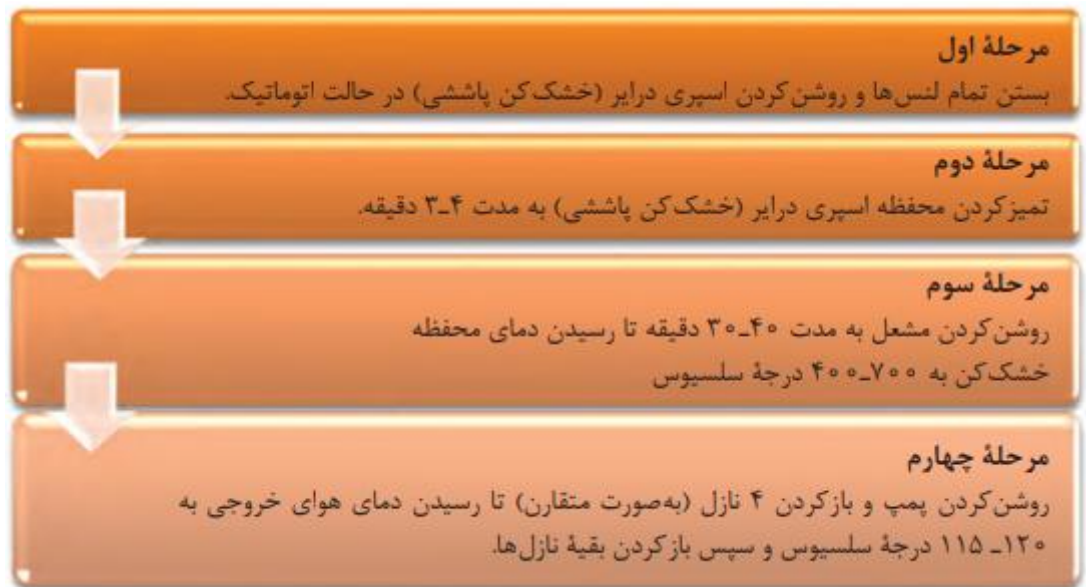 مرحلهٔ اول
بستن تمام لنس‌ها و روشن‌کردن اسپری درایر (خشک‌کن پاششی) در حالت اتوماتیک.
مرحلهٔ دوم
تمیزکردن محفظه اسپری درایر (خشک‌کن پاششی) به مدت ۴ـ۳ دقیقه.
مرحلهٔ سوم
روشن‌کردن مشعل به مدت ۴۰ـ۳۰ دقیقه تا رسیدن دمای محفظه
خشک‌کن به ۷۰۰ـ۴۰۰ درجهٔ سلسیوس
مرحلهٔ چهارم
روشن‌کردن پمپ و بازکردن ۴ نازل (به‌صورت متقارن) تا رسیدن دمای هوای خروجی به
۱۲۰ـ ۱۱۵ درجهٔ سلسیوس و سپس بازکردن بقیهٔ نازل‌ها.